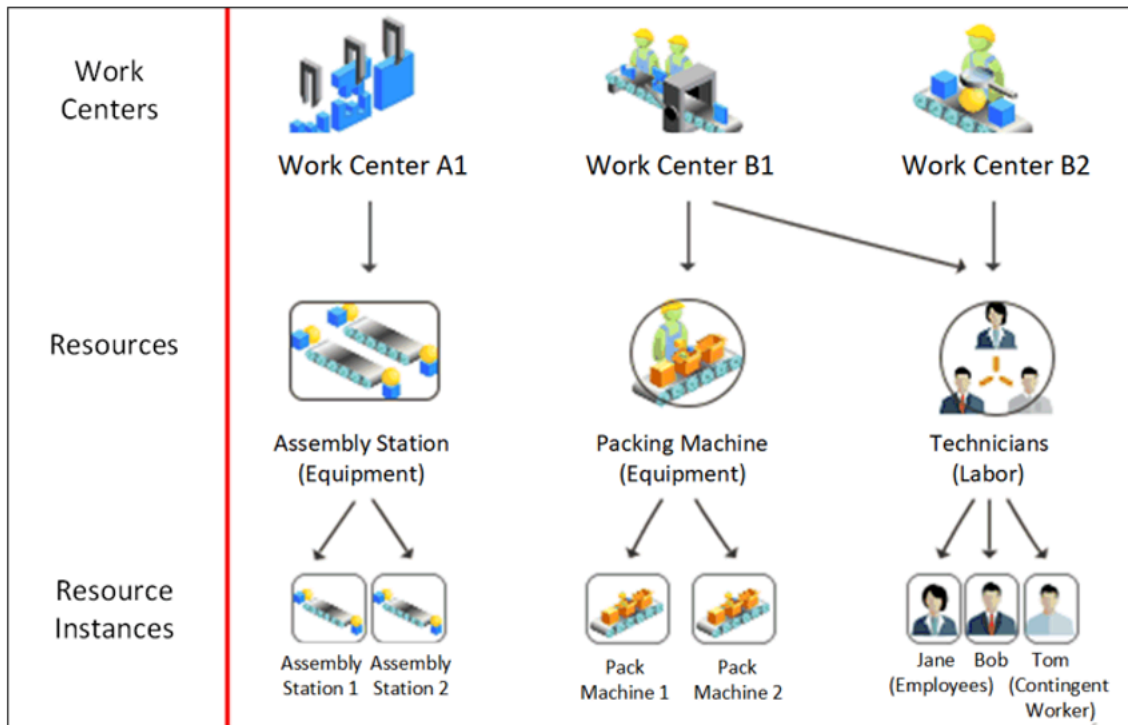 Work
Centers
Work Center A1
Work Center B1
Work Center B2
Resources
Assembly Station
(Equipment)
Packing Machine
(Equipment)
Technicians
(Labor)
Resource
Instances
Assembly
Station 1
Assembly
Station 2
Pack
Machine 1
Pack
Machine 2
Jane
Bob
Tom
(Employees)
(Contingent
Worker)